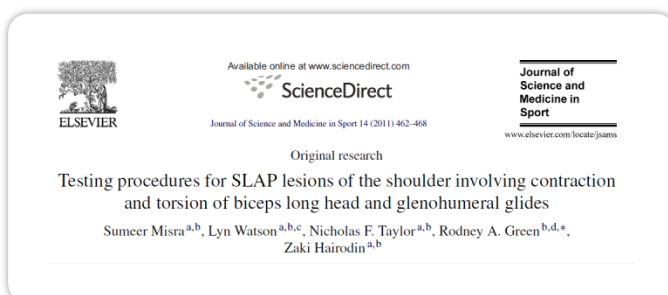 Available online at www.sciencedirect.com
ScienceDirect
ELSEVIER
Journal of Science and Medicine in Sport 14 (2011) 462–468
Journal of
Science and
Medicine in
Sport
www.elsevier.com/locate/jsams
Original research
Testing procedures for SLAP lesions of the shoulder involving contraction
and torsion of biceps long head and glenohumeral glides
Sumeer Misra a,b, Lyn Watson a,b,c, Nicholas F. Taylor a,b, Rodney A. Green b,d,*,
Zaki Hairodin a,b